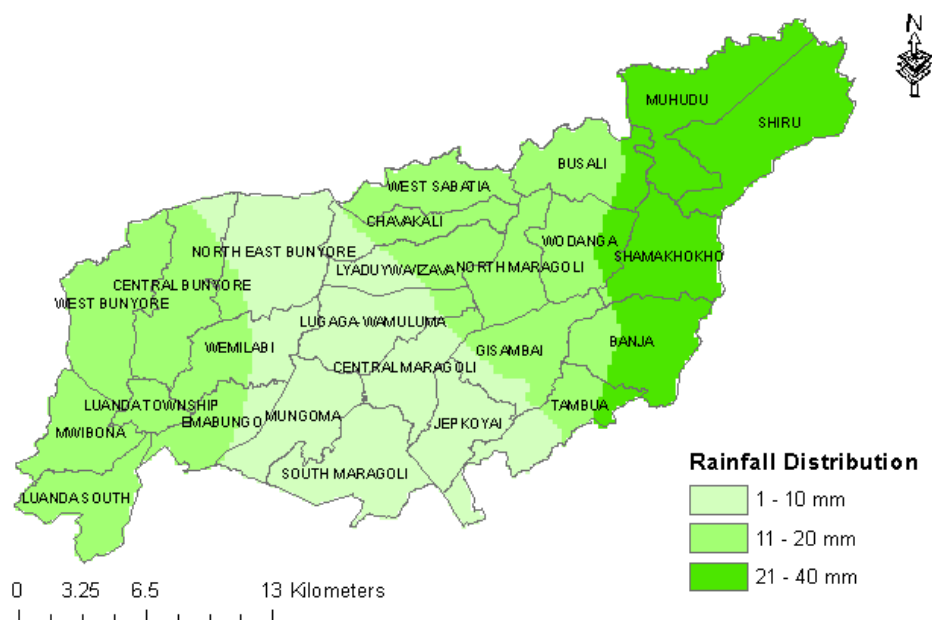 N
MUHUDU
SHIRU
BUSALI
WEST SABATIA
CHAVAKALI
WODANGA
NORTH EAST BUNYORE
SHAMAKHOKHO
LYADUYWA/IZAVA
NORTH MARAGOLI
CENTRAL BUNYORE
WEST BUNYORE
LUGAGA-WAMULUMA
BANJA
WEMILABI
GISAMBAI
CENTRAL MARAGOLI
LUANDA TOWNSHIP
TAMBUA
MUNGOMA
EMABUNGO
JEPKOYAI
MWIBONA
SOUTH MARAGOLI
LUANDA SOUTH
Rainfall Distribution
1 - 10 mm
11 - 20 mm
21 - 40 mm
0 3.25 6.5 13 Kilometers